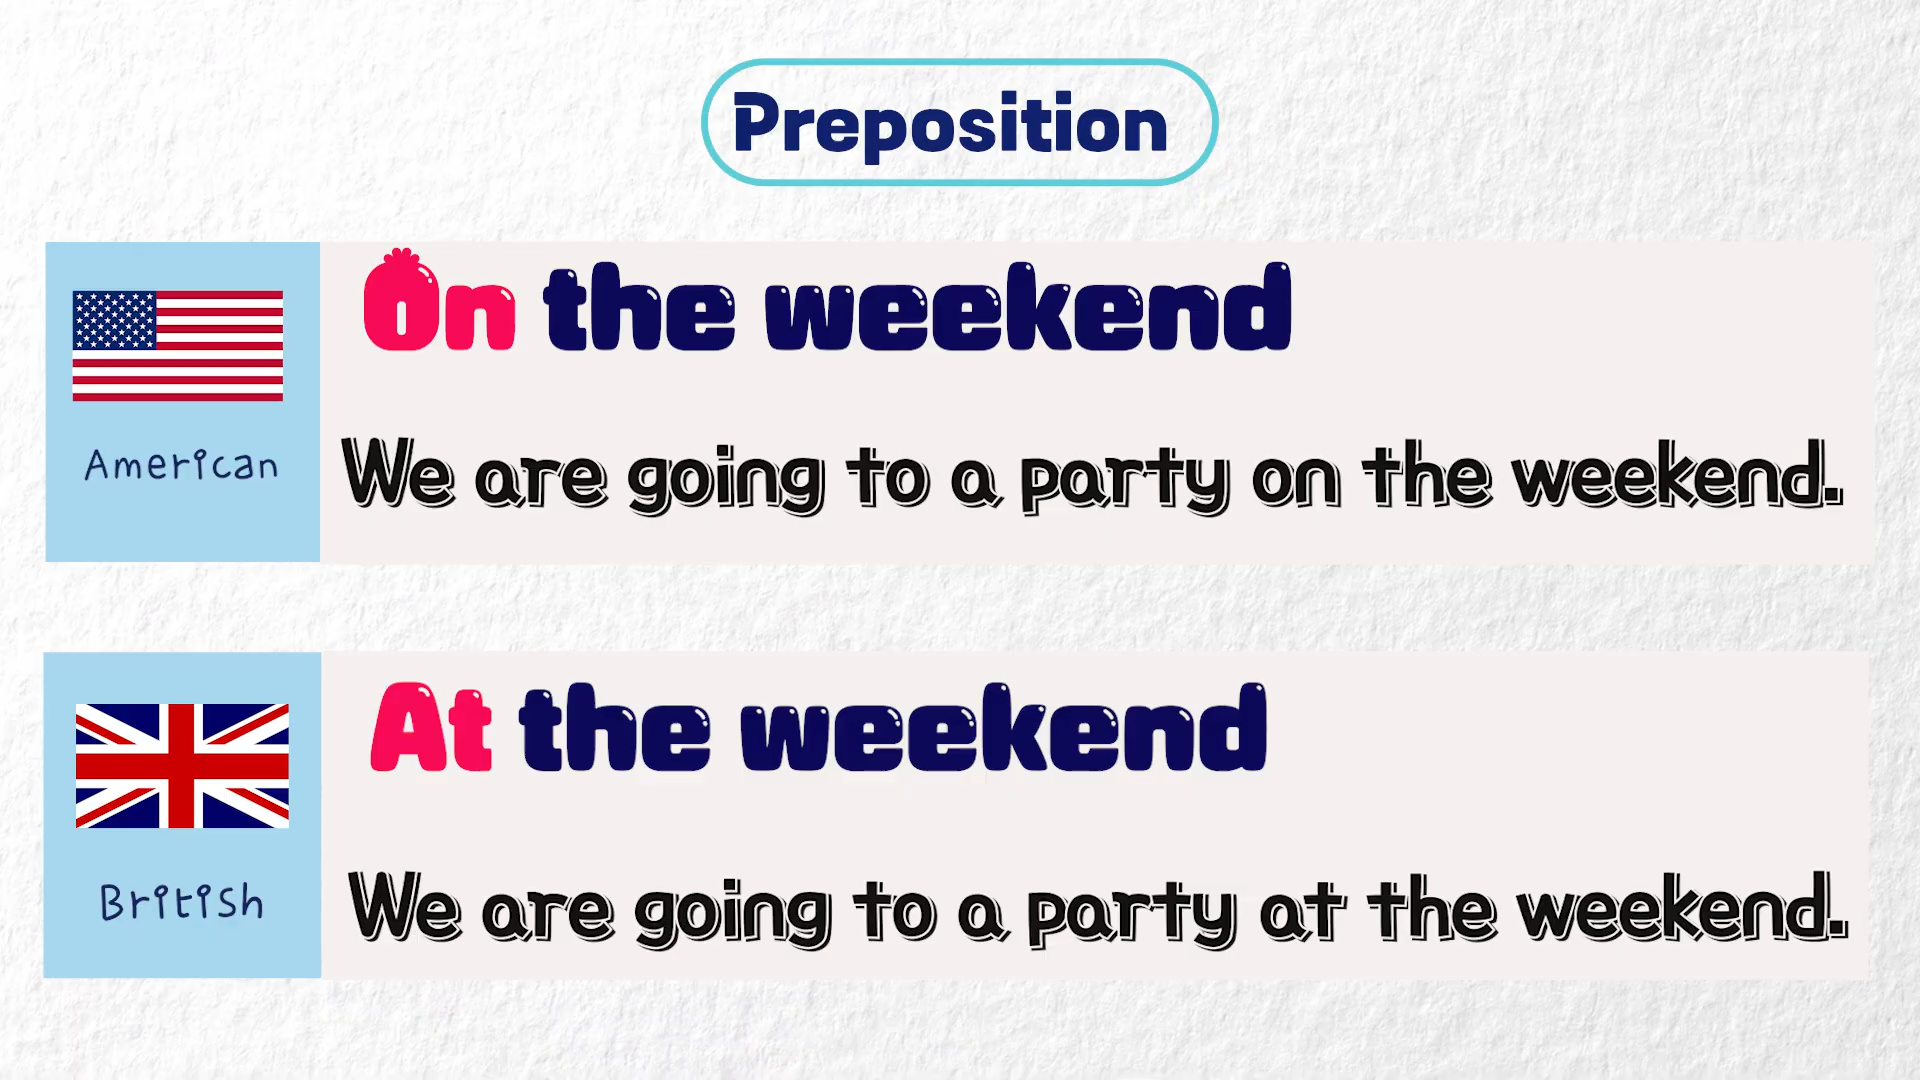 Preposition
On the weekend
American
We are going to a party on the weekend.
At the weekend
British
We are going to a party at the weekend.